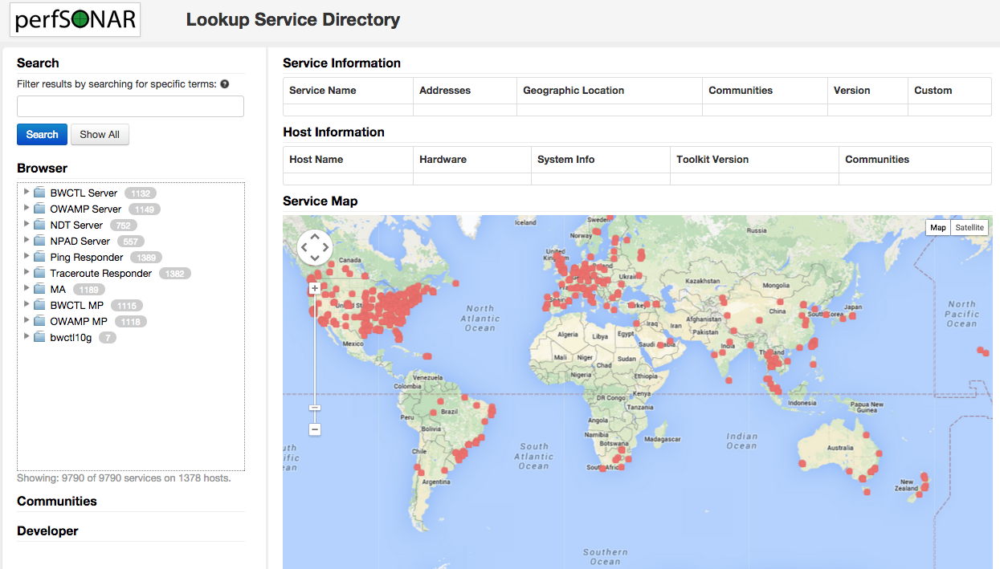 perfSONAR
Lookup Service Directory
Search
Filter results by searching for specific terms: ?
Search
Show All
Browser
BWCTL Server 1132
OWAMP Server 1149
NDT Server 752
NPAD Server 557
Ping Responder 1389
Traceroute Responder 1382
MA 1189
BWCTL MP 1115
OWAMP MP 1118
bwctl10g 7
Showing: 9790 of 9790 services on 1378 hosts.
Communities
Developer
Service Information
Service Name Addresses Geographic Location Communities Version Custom
Host Information
Host Name Hardware System Info Toolkit Version Communities
Service Map
Map Satellite
Iceland
Sweden
Norway
Russia
United
Canada
Ukraine
Kazakhstan
Mongolia
North
Atlantic
Ocean
Spain
Turkey
China
South Korea
Japan
North
Pacific
Ocean
Iraq
Iran
Afghanistan
Pakistan
Mexico
Algeria
Libya
Egypt
Saudi Arabia
India
Thailand
Mali
Niger
Sudan
Chad
Nigeria
Ethiopia
Venezuela
Colombia
DR Congo
Kenya
Tanzania
Indonesia
Papua New
Guinea
Peru
Brazil
Bolivia
Angola
Namibia
Botswana
Madagascar
Indian
Ocean
Australia
South
Atlantic
Ocean
Chile
Argentina
South Africa
New
Zealand
Southern
Ocean